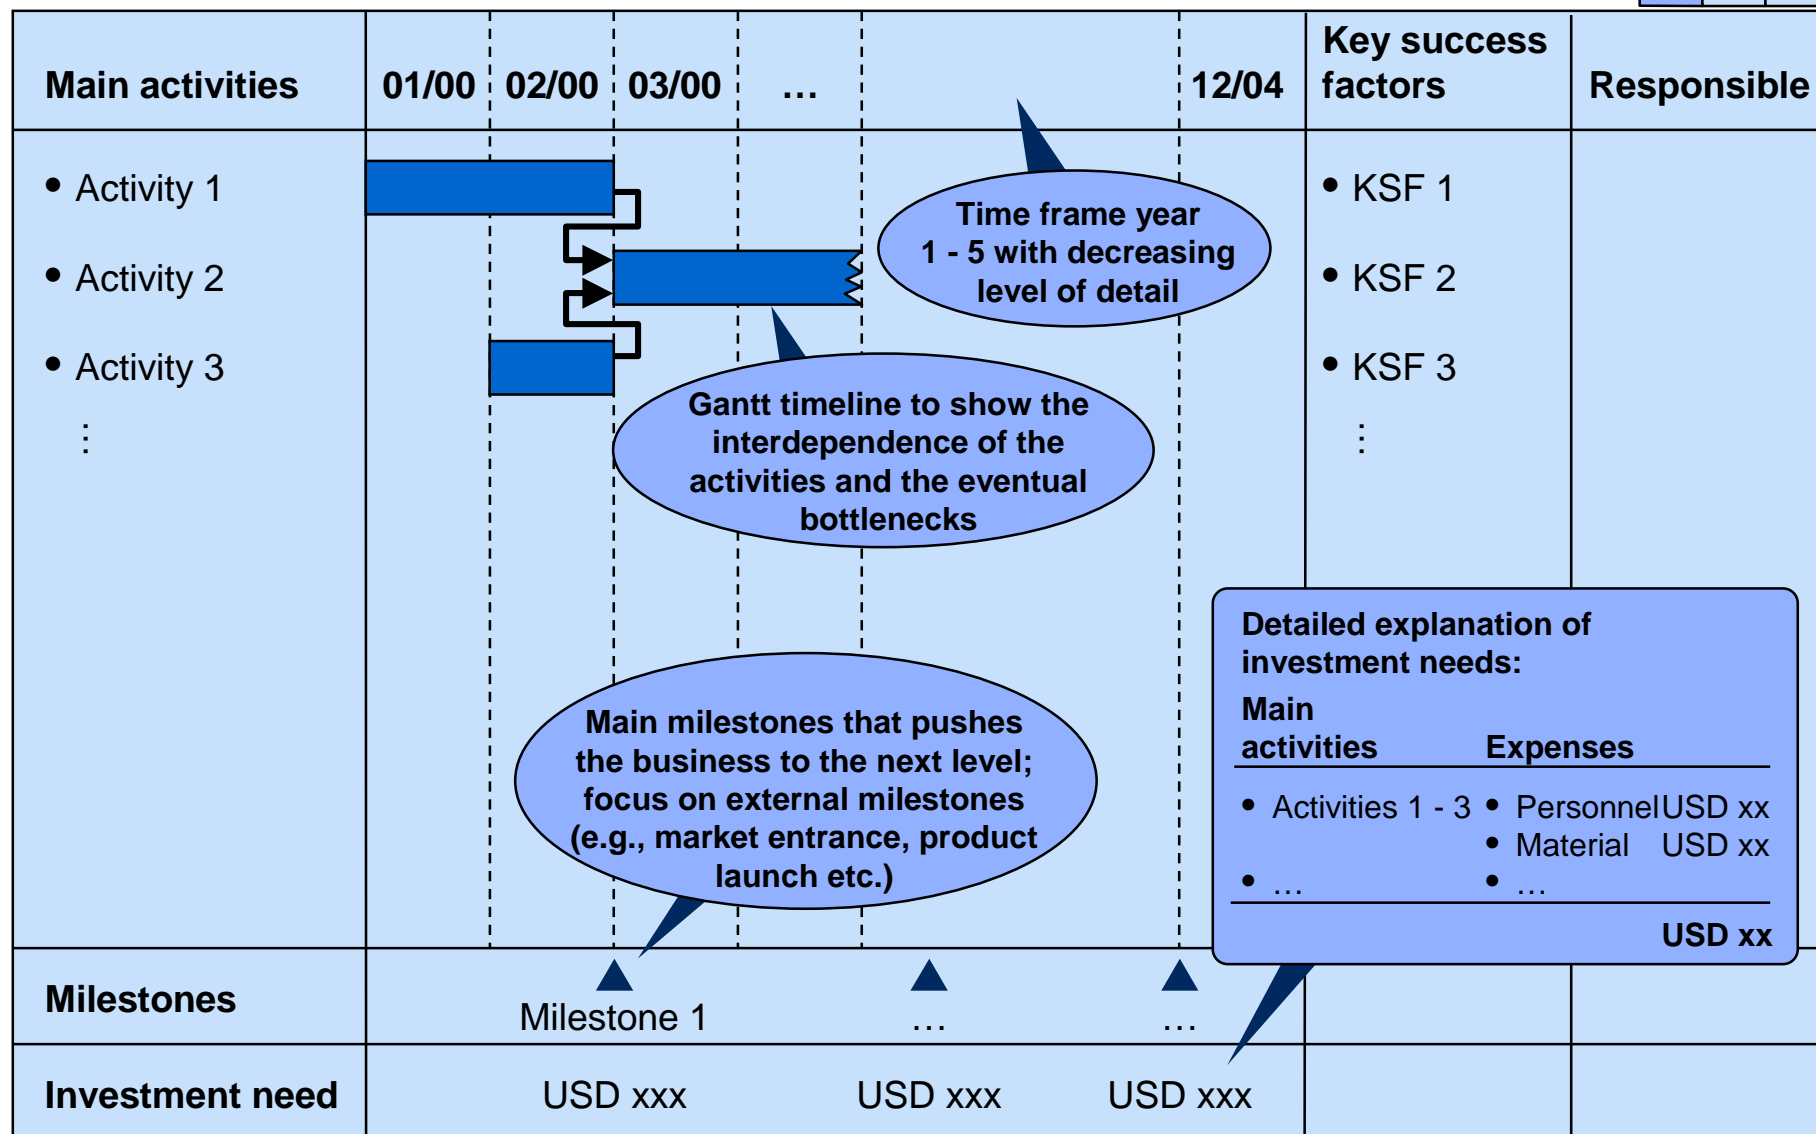 Main activities
01/00
02/00
03/00
…
12/04
Key success
factors
Responsible
• Activity 1
• Activity 2
• Activity 3
⋮
Time frame year
1 - 5 with decreasing
level of detail
• KSF 1
• KSF 2
• KSF 3
⋮
Gantt timeline to show the
interdependence of the
activities and the eventual
bottlenecks
Main milestones that pushes
the business to the next level;
focus on external milestones
(e.g., market entrance, product
launch etc.)
Detailed explanation of
investment needs:
Main
activities
Expenses
• Activities 1 - 3 • Personnel USD xx
• Material USD xx
• … • …
USD xx
Milestones
Milestone 1
…
…
Investment need
USD xxx
USD xxx
USD xxx